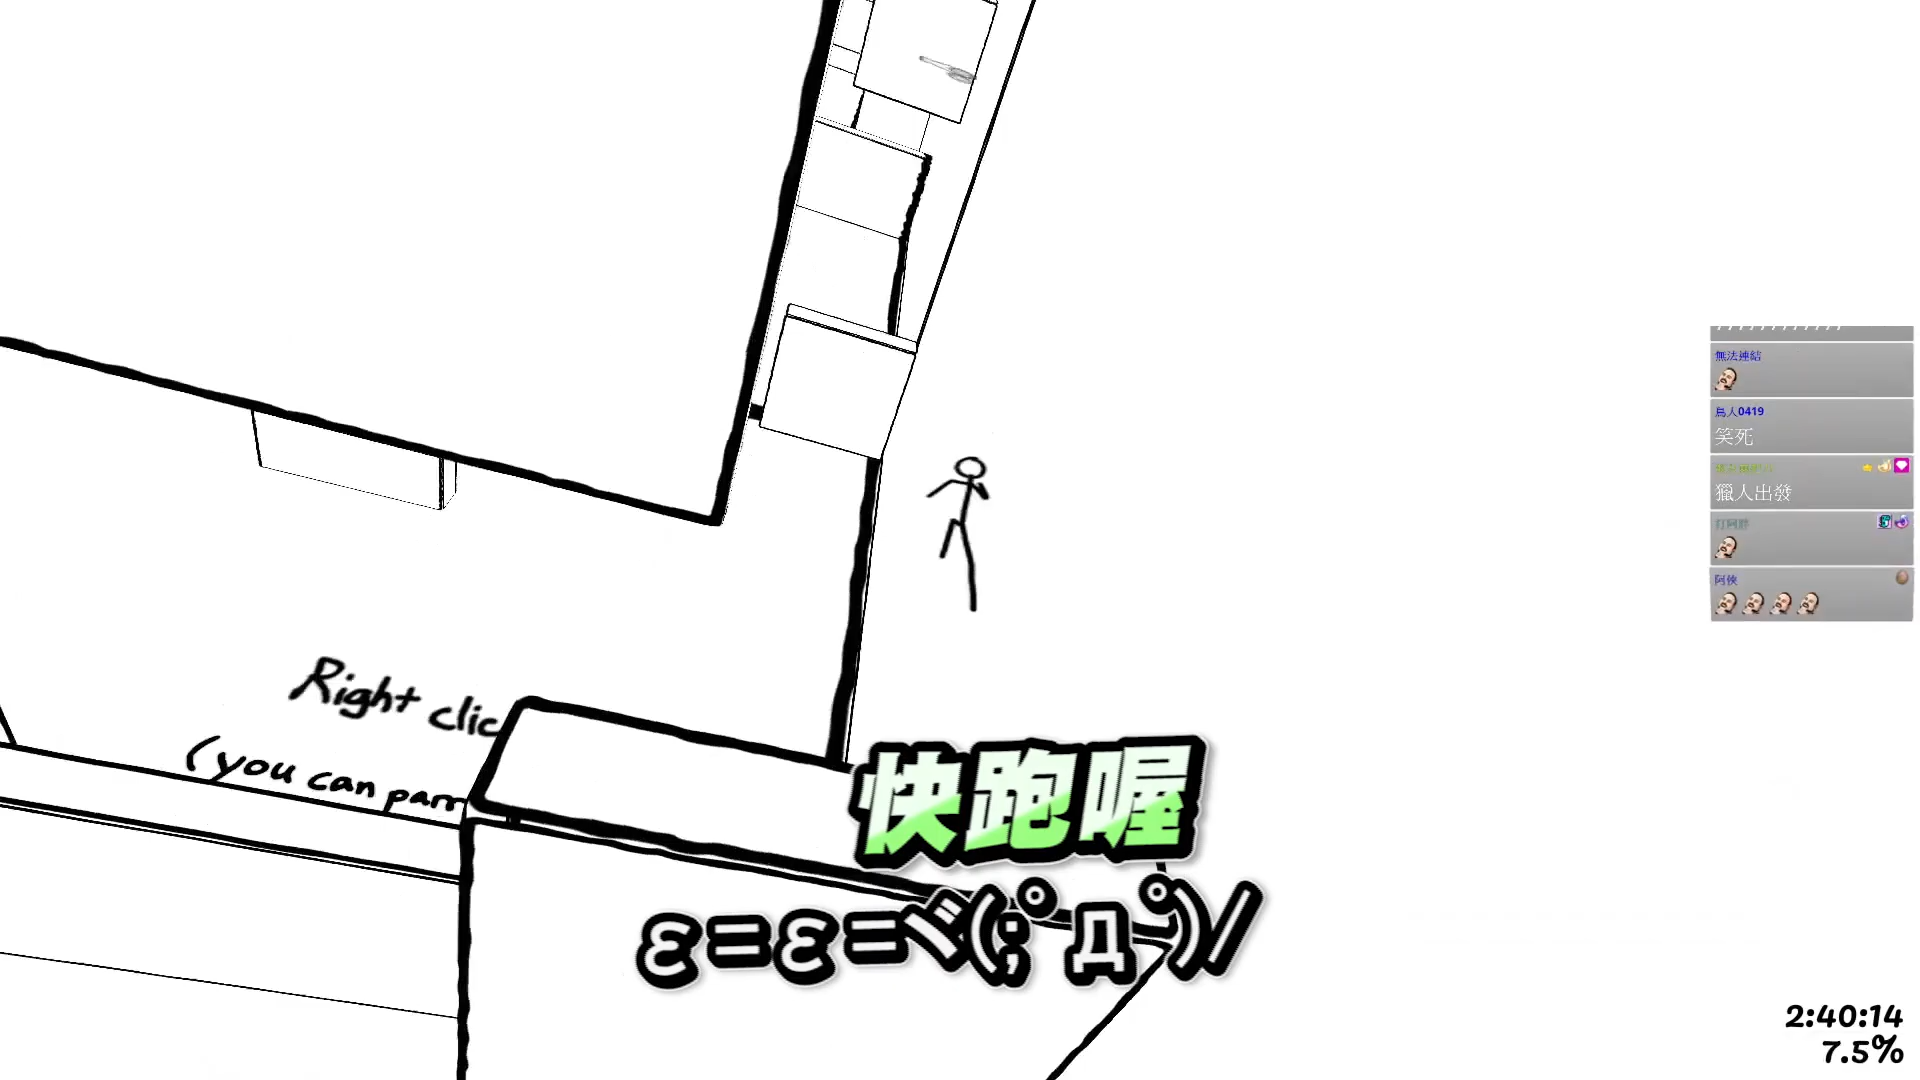 無法連結
鳥人0419
笑死
獵人出發
阿俠
Right clic
(you can parr
快跑喔
ε=ε=ヾ(;ﾟдﾟ)/
2:40:14
7.5%